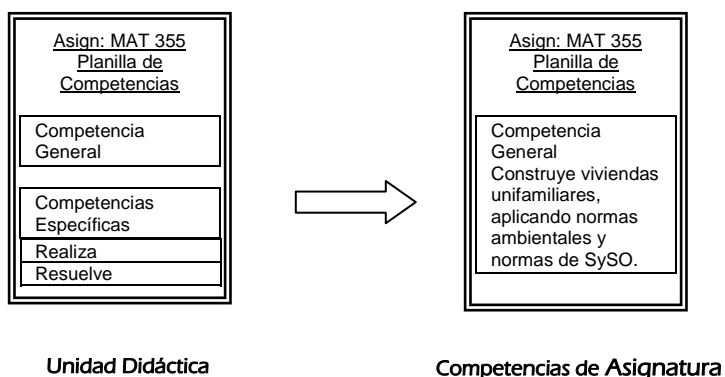 Asign: MAT 355
Planilla de
Competencias
Competencia
General
Competencias
Específicas
Realiza
Resuelve
Unidad Didáctica
Asign: MAT 355
Planilla de
Competencias
Competencia
General
Construye viviendas
unifamiliares,
aplicando normas
ambientales y
normas de SySO.
Competencias de Asignatura